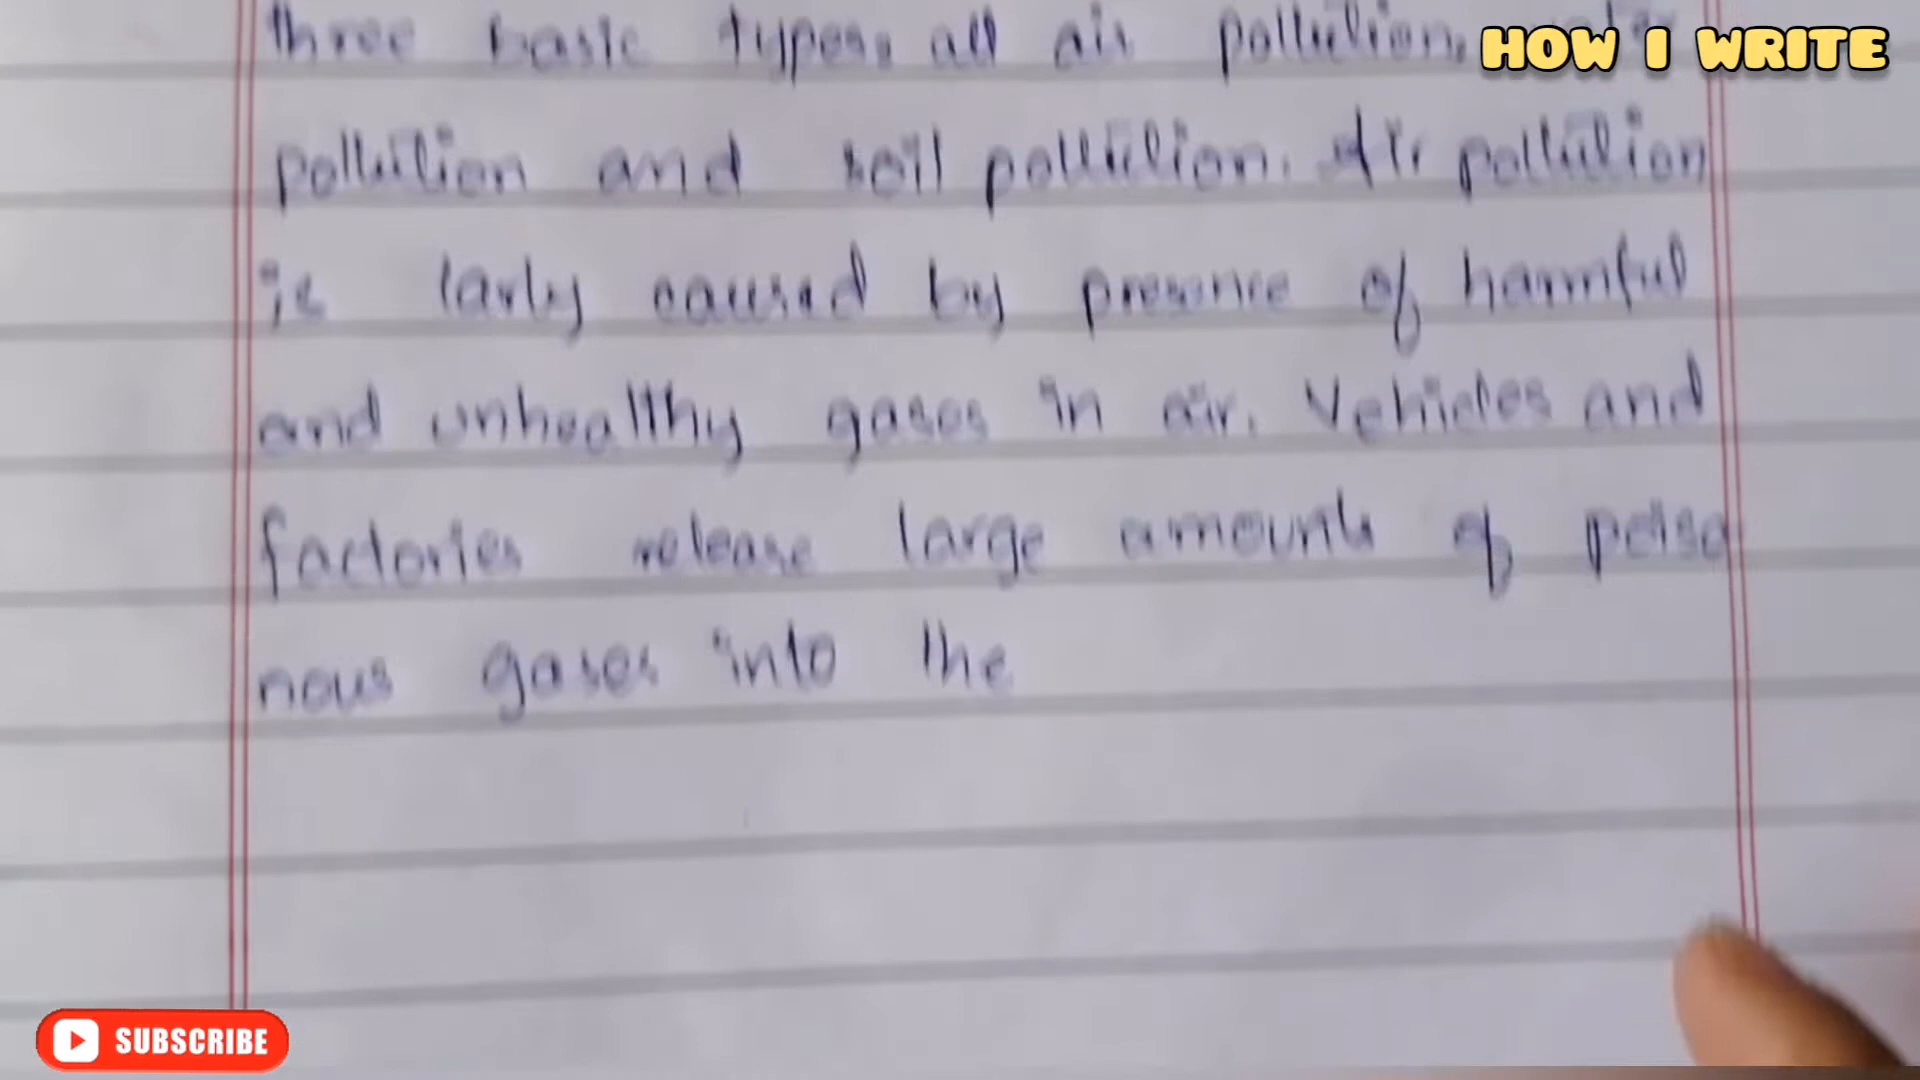 three basic types all air pollution,
HOW I WRITE
pollution and soil pollution. Air pollution
is larly caused by presence of harmful
and unhealthy gases in air. Vehicles and
factories release large amounts of poiso
nous gases into the
SUBSCRIBE